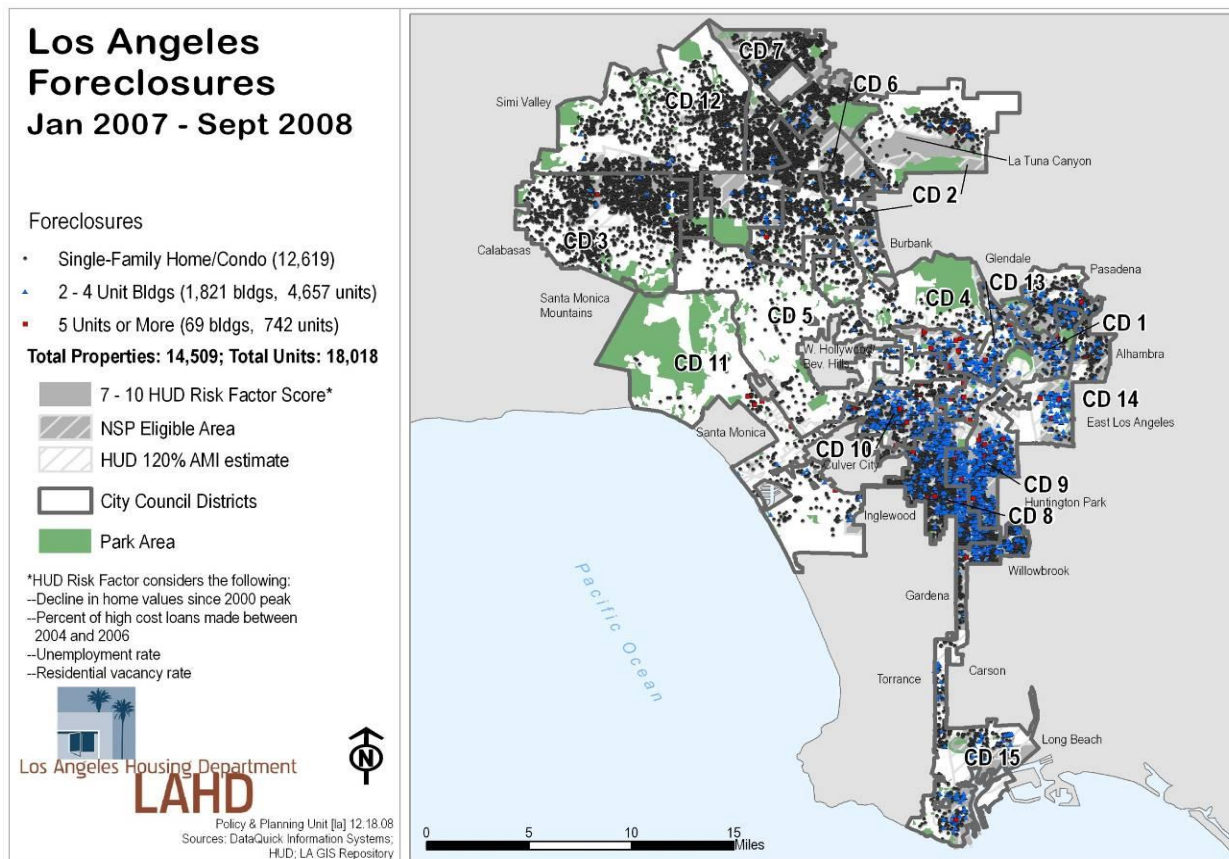 Los Angeles
Foreclosures
Jan 2007 - Sept 2008
Foreclosures
Single-Family Home/Condo (12,619)
2 - 4 Unit Bldgs (1,821 bldgs, 4,657 units)
5 Units or More (69 bldgs, 742 units)
Total Properties: 14,509; Total Units: 18,018
7 - 10 HUD Risk Factor Score*
NSP Eligible Area
HUD 120% AMI estimate
City Council Districts
Park Area
*HUD Risk Factor considers the following:
--Decline in home values since 2000 peak
--Percent of high cost loans made between
2004 and 2006
--Unemployment rate
--Residential vacancy rate
Los Angeles Housing Department
LAHD
N
Policy & Planning Unit [la] 12.18.08
Sources: DataQuick Information Systems;
HUD; LA GIS Repository
CD 7
CD 6
CD 12
Simi Valley
La Tuna Canyon
CD 2
CD 3
Calabasas
Burbank
Glendale
Pasadena
CD 13
Santa Monica
Mountains
CD 5
CD 4
CD 1
W. Hollywood/
Bev. Hills
Alhambra
CD 11
CD 14
East Los Angeles
Santa Monica
CD 10
Culver City
CD 9
Huntington Park
Inglewood
CD 8
Willowbrook
Gardena
Pacific Ocean
Torrance
Carson
Long Beach
CD 15
0 5 10 15
Miles